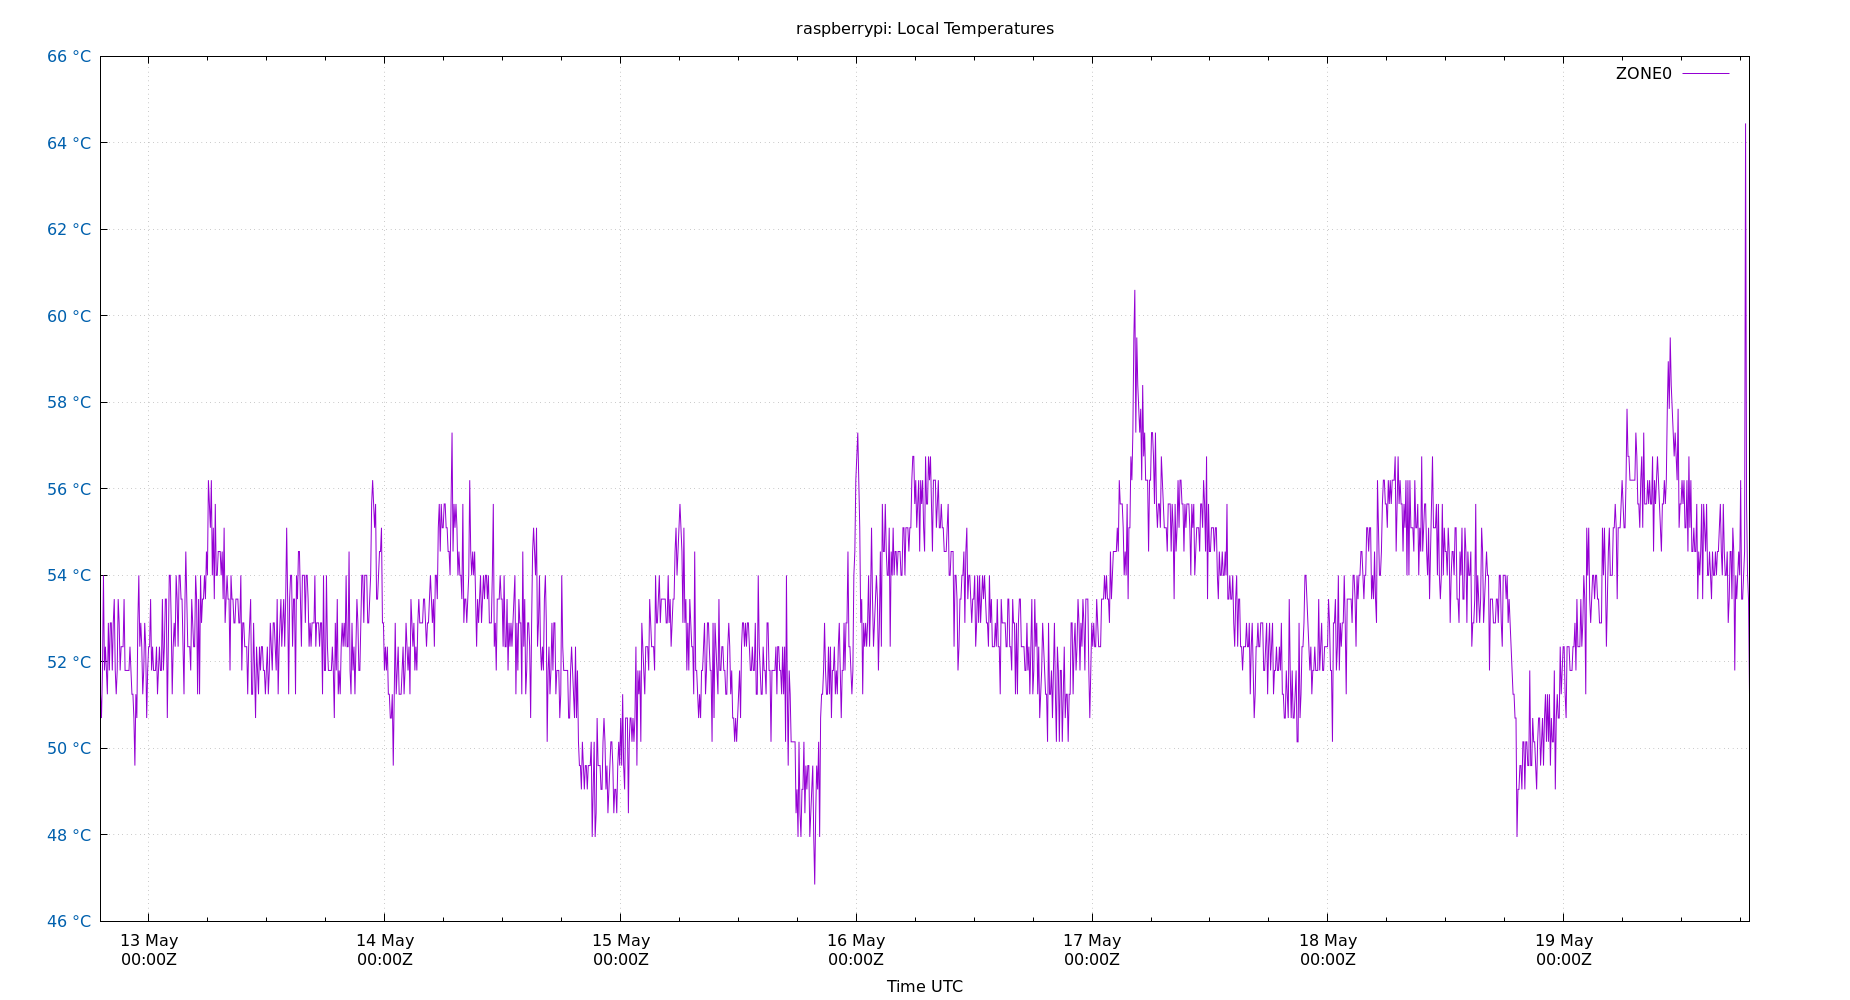 raspberrypi: Local Temperatures
66 °C
ZONE0
64 °C
62 °C
60 °C
58 °C
56 °C
54 °C
52 °C
50 °C
48 °C
46 °C
13 May 14 May 15 May 16 May 17 May 18 May 19 May
00:00Z 00:00Z 00:00Z 00:00Z 00:00Z 00:00Z 00:00Z
Time UTC